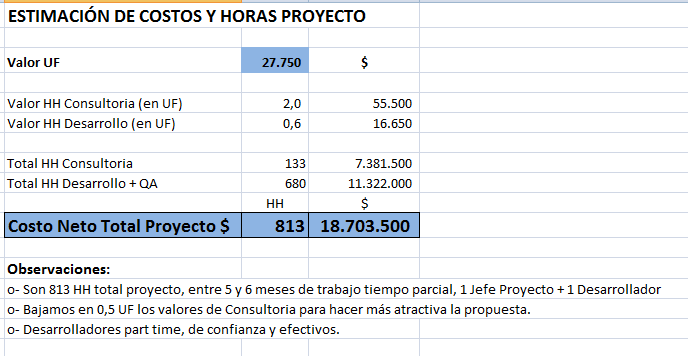 ESTIMACIÓN DE COSTOS Y HORAS PROYECTO
Valor UF 27.750 $
Valor HH Consultoria (en UF) 2,0 55.500
Valor HH Desarrollo (en UF) 0,6 16.650
Total HH Consultoria 133 7.381.500
Total HH Desarrollo + QA 680 11.322.000
HH $
Costo Neto Total Proyecto $ 813 18.703.500
Observaciones:
o- Son 813 HH total proyecto, entre 5 y 6 meses de trabajo tiempo parcial, 1 Jefe Proyecto + 1 Desarrollador
o- Bajamos en 0,5 UF los valores de Consultoria para hacer más atractiva la propuesta.
o- Desarrolladores part time, de confianza y efectivos.